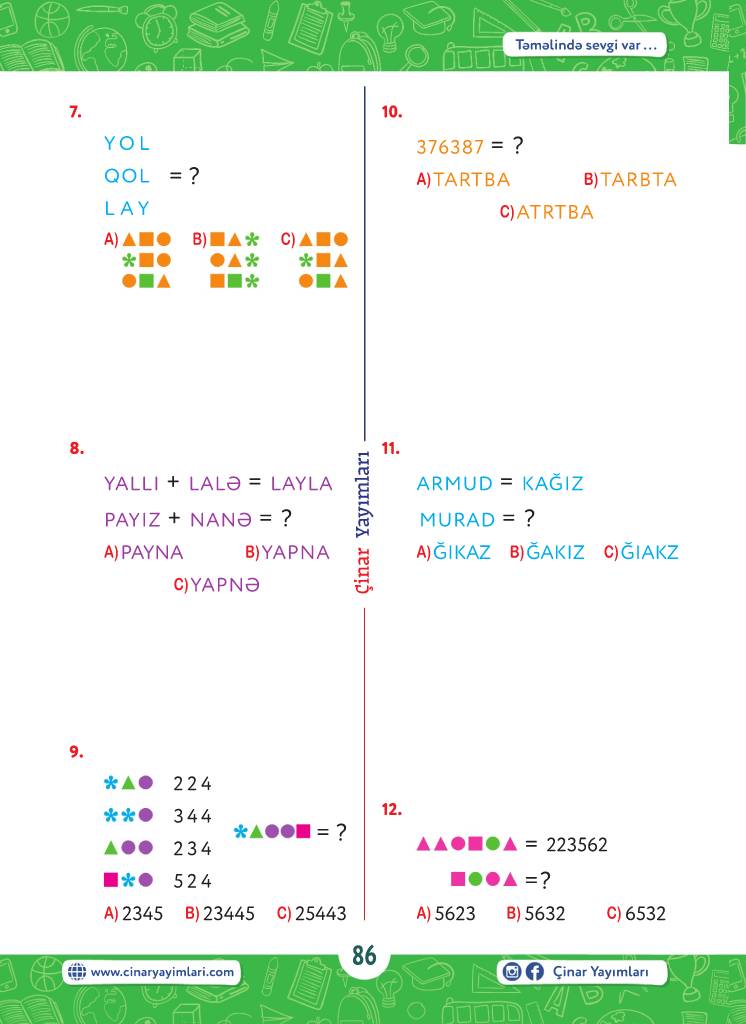 Təməlində sevgi var ...
7.
YOL
QOL = ?
LAY
A) B) C)
8.
YALLI + LALƏ = LAYLA
PAYIZ + NANƏ = ?
A) PAYNA B) YAPNA
C) YAPNƏ
9.
224
344
= ?
234
524
A) 2345 B) 23445 C) 25443
10.
376387 = ?
A) TARTBA B) TARBTA
C) ATRTBA
11.
ARMUD = KAĞIZ
MURAD = ?
A) ĞIKAZ B) ĞAKIZ C) ĞIAKZ
12.
= 223562
=?
A) 5623 B) 5632 C) 6532
Çinar Yayımları
www.cinaryayimlari.com
86
Çinar Yayımları